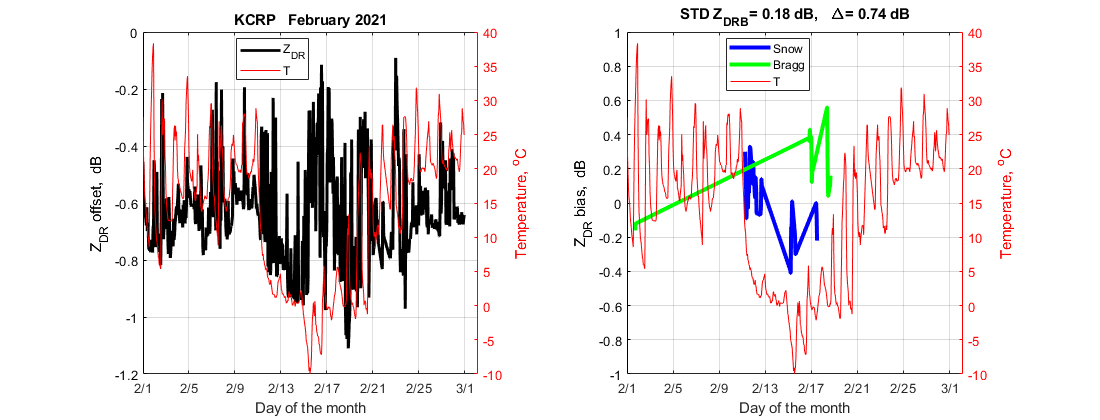 KCRP February 2021
Z_DR
T
0
-0.2
-0.4
-0.6
-0.8
-1
-1.2
Z_DR offset, dB
40
35
30
25
20
15
10
5
0
-5
-10
Temperature, °C
2/1 2/5 2/9 2/13 2/17 2/21 2/25 3/1
Day of the month
STD Z_DRB = 0.18 dB, Δ = 0.74 dB
Snow
Bragg
T
1
0.8
0.6
0.4
0.2
0
-0.2
-0.4
-0.6
-0.8
-1
Z_DR bias, dB
40
35
30
25
20
15
10
5
0
-5
-10
Temperature, °C
2/1 2/5 2/9 2/13 2/17 2/21 2/25 3/1
Day of the month